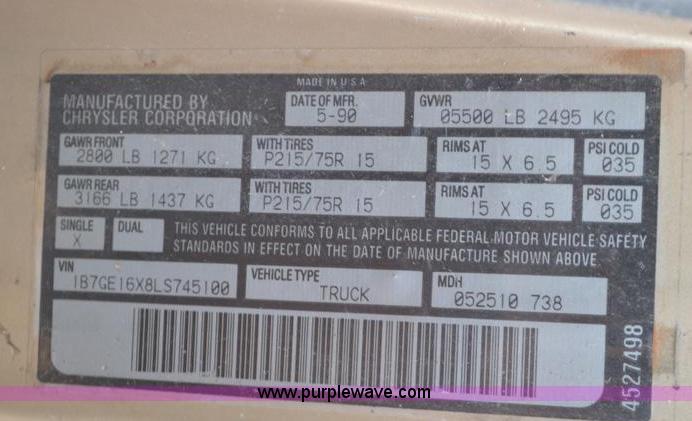 MADE IN U S A
MANUFACTURED BY
CHRYSLER CORPORATION
DATE OF MFR.
5-90
GVWR
05500 LB 2495 KG
GAWR FRONT
2800 LB 1271 KG
WITH TIRES
P215/75R 15
RIMS AT
15 X 6.5
PSI COLD
035
GAWR REAR
3166 LB 1437 KG
WITH TIRES
P215/75R 15
RIMS AT
15 X 6.5
PSI COLD
035
SINGLE
X
DUAL
THIS VEHICLE CONFORMS TO ALL APPLICABLE FEDERAL MOTOR VEHICLE SAFETY
STANDARDS IN EFFECT ON THE DATE OF MANUFACTURE SHOWN ABOVE
VIN
1B7GE16X8LS745100
VEHICLE TYPE
TRUCK
MDH
052510 738
4527498
www.purplewave.com